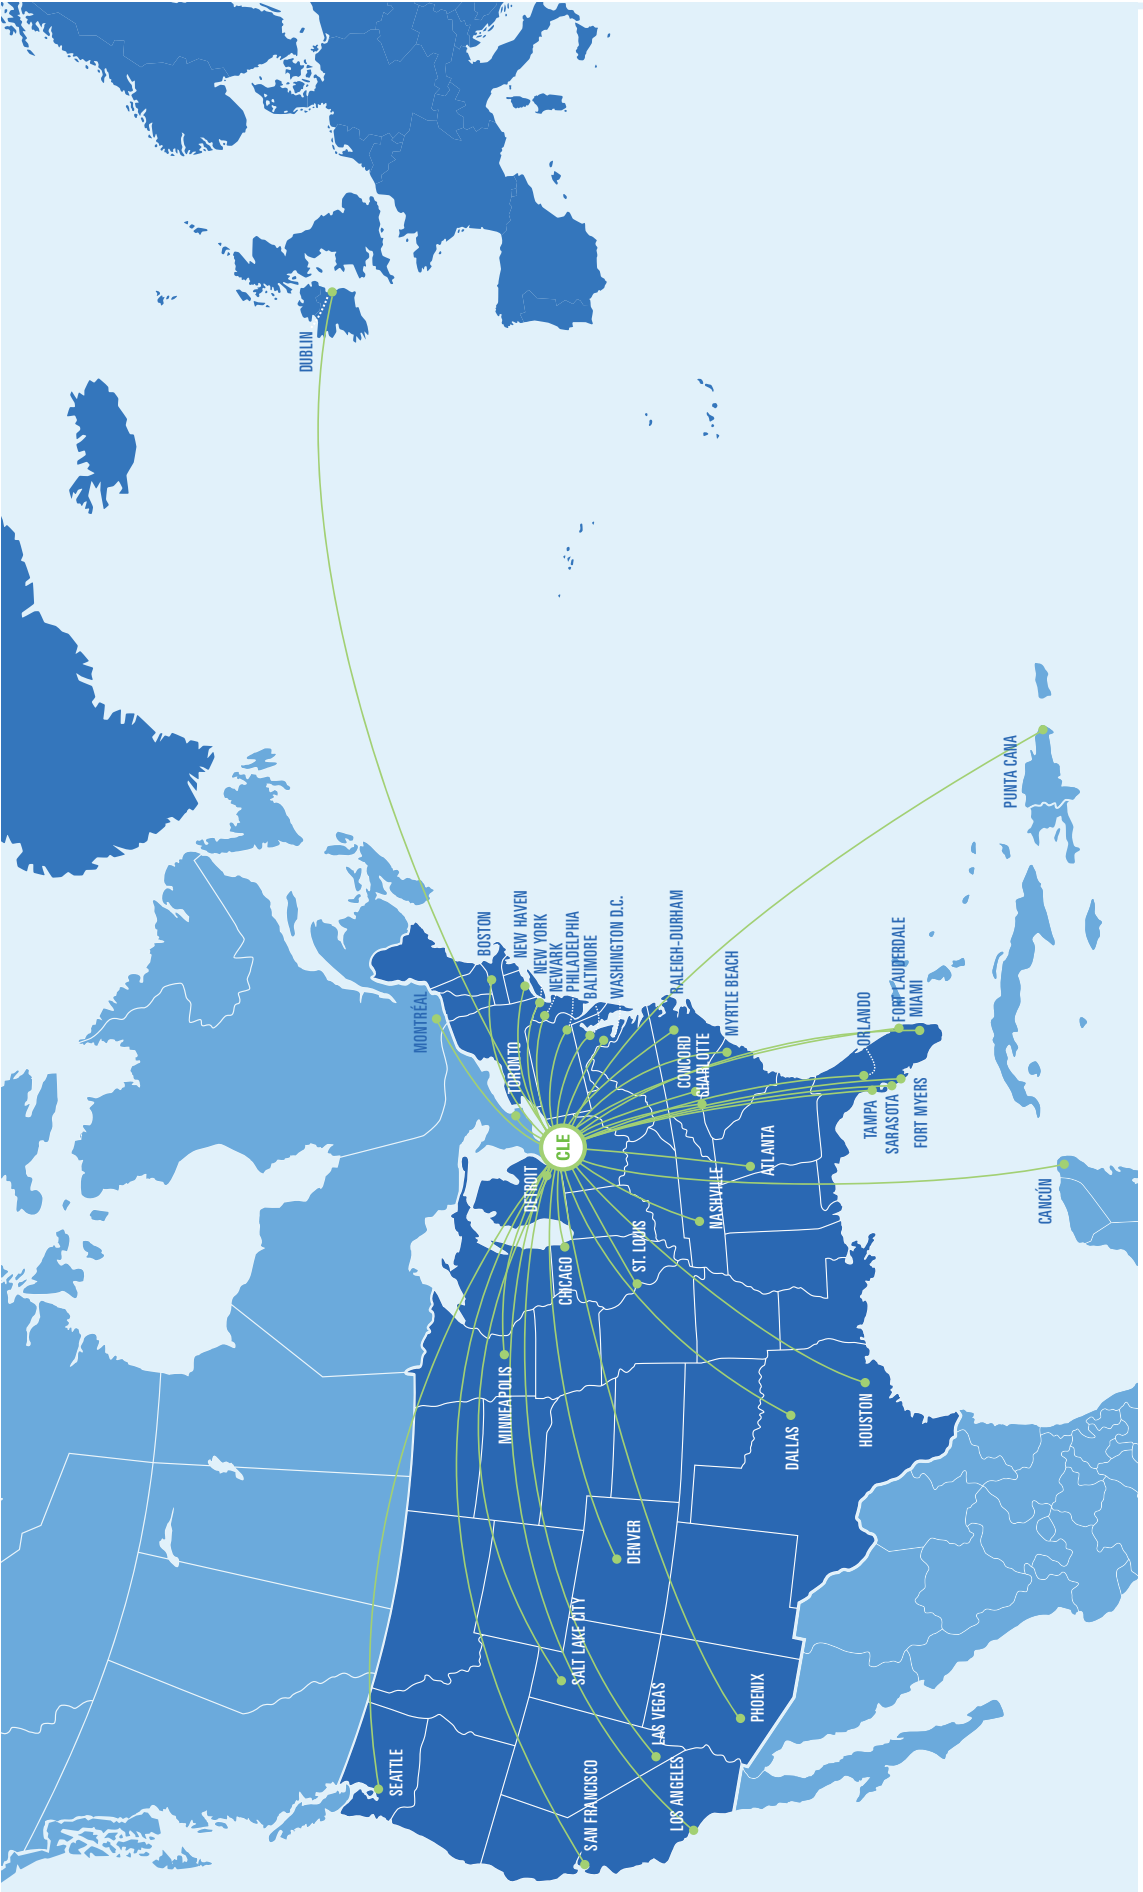 DUBLIN
SEATTLE
SAN FRANCISCO
LOS ANGELES
LAS VEGAS
SALT LAKE CITY
PHOENIX
DENVER
MINNEAPOLIS
DALLAS
HOUSTON
CHICAGO
ST. LOUIS
NASHVILLE
DETROIT
CLE
ATLANTA
TORONTO
MONTRÉAL
BOSTON
NEW HAVEN
NEW YORK
NEWARK
PHILADELPHIA
BALTIMORE
WASHINGTON D.C.
RALEIGH-DURHAM
CONCORD
CHARLOTTE
MYRTLE BEACH
ORLANDO
TAMPA
SARASOTA
FORT MYERS
FORT LAUDERDALE
MIAMI
CANCÚN
PUNTA CANA